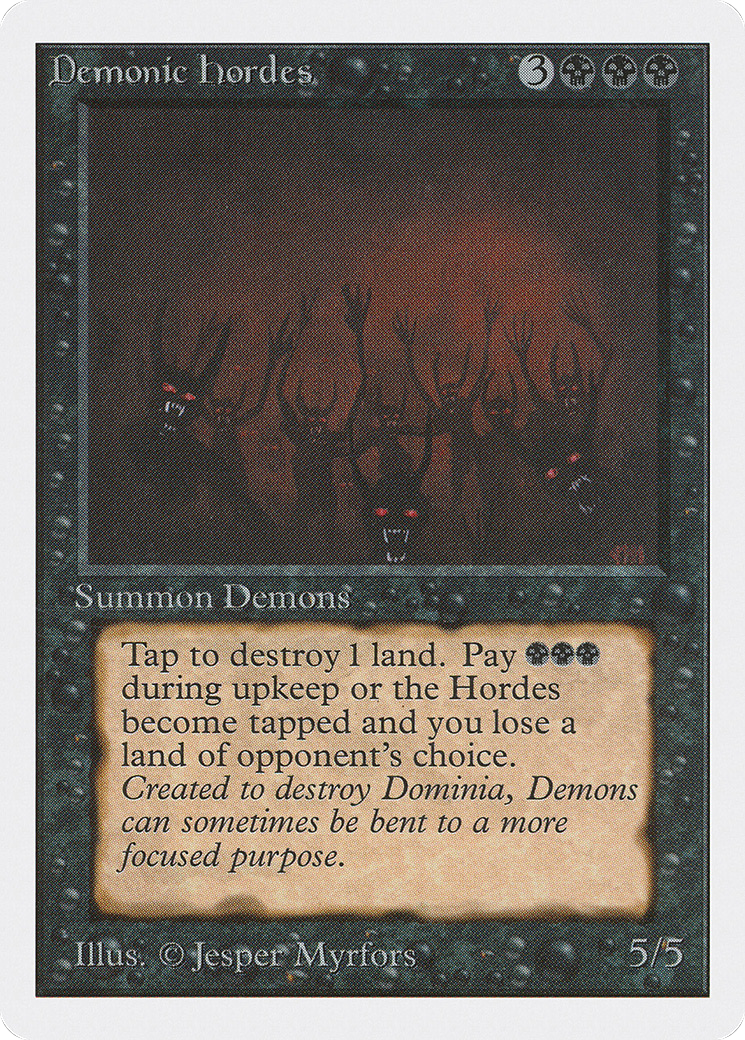 Demonic Hordes 3
Summon Demons
Tap to destroy 1 land. Pay
during upkeep or the Hordes
become tapped and you lose a
land of opponent's choice.
Created to destroy Dominia, Demons
can sometimes be bent to a more
focused purpose.
Illus. © Jesper Myrfors 5/5